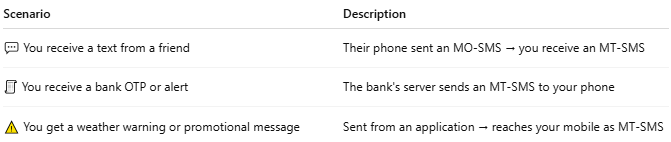 Scenario Description
💬 You receive a text from a friend Their phone sent an MO-SMS → you receive an MT-SMS
🧾 You receive a bank OTP or alert The bank's server sends an MT-SMS to your phone
⚠️ You get a weather warning or promotional message Sent from an application → reaches your mobile as MT-SMS